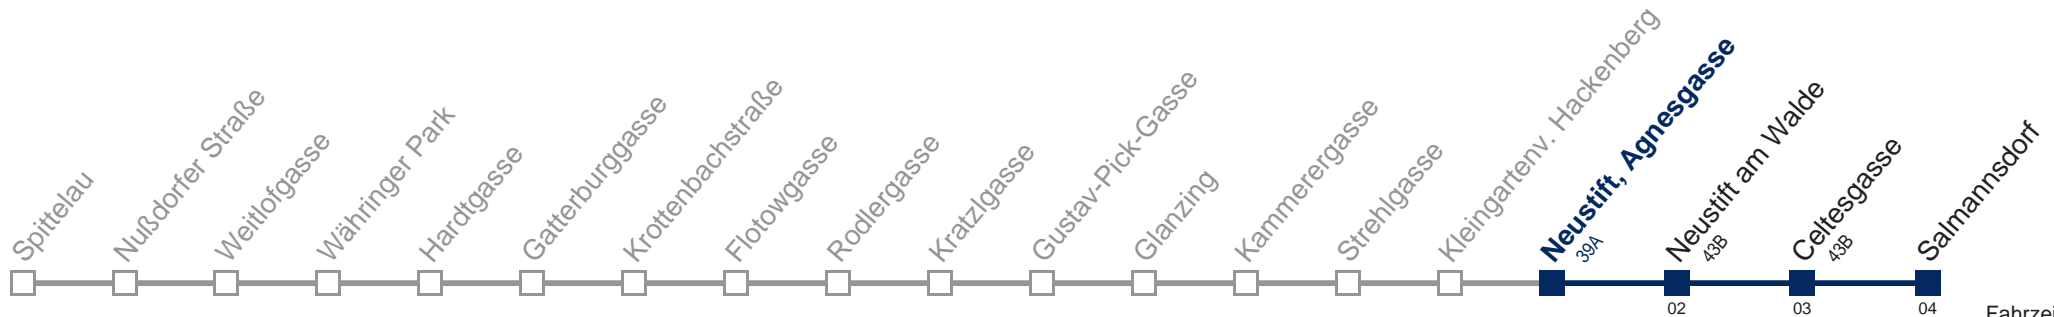 Spittelau
Nußdorfer Straße
Weitlofgasse
Währinger Park
Hardtgasse
Gatterburggasse
Krottenbachstraße
Flotowgasse
Rodlergasse
Kratzlgasse
Gustav-Pick-Gasse
Glanzing
Kammerergasse
Strehlgasse
Kleingartenv. Hackenberg
Neustift, Agnesgasse
39A
Neustift am Walde
43B
Celtesgasse
43B
Salmannsdorf
02
03
04